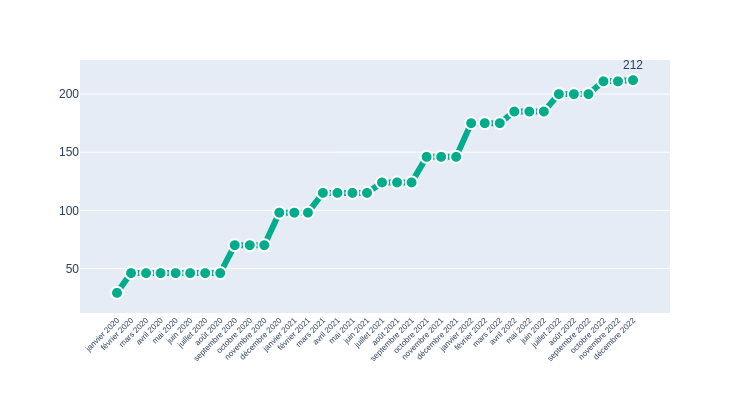 212
200
150
100
50
janvier 2020
février 2020
mars 2020
avril 2020
mai 2020
juin 2020
juillet 2020
août 2020
septembre 2020
octobre 2020
novembre 2020
décembre 2020
janvier 2021
février 2021
mars 2021
avril 2021
mai 2021
juin 2021
juillet 2021
août 2021
septembre 2021
octobre 2021
novembre 2021
décembre 2021
janvier 2022
février 2022
mars 2022
avril 2022
mai 2022
juin 2022
juillet 2022
août 2022
septembre 2022
octobre 2022
novembre 2022
décembre 2022